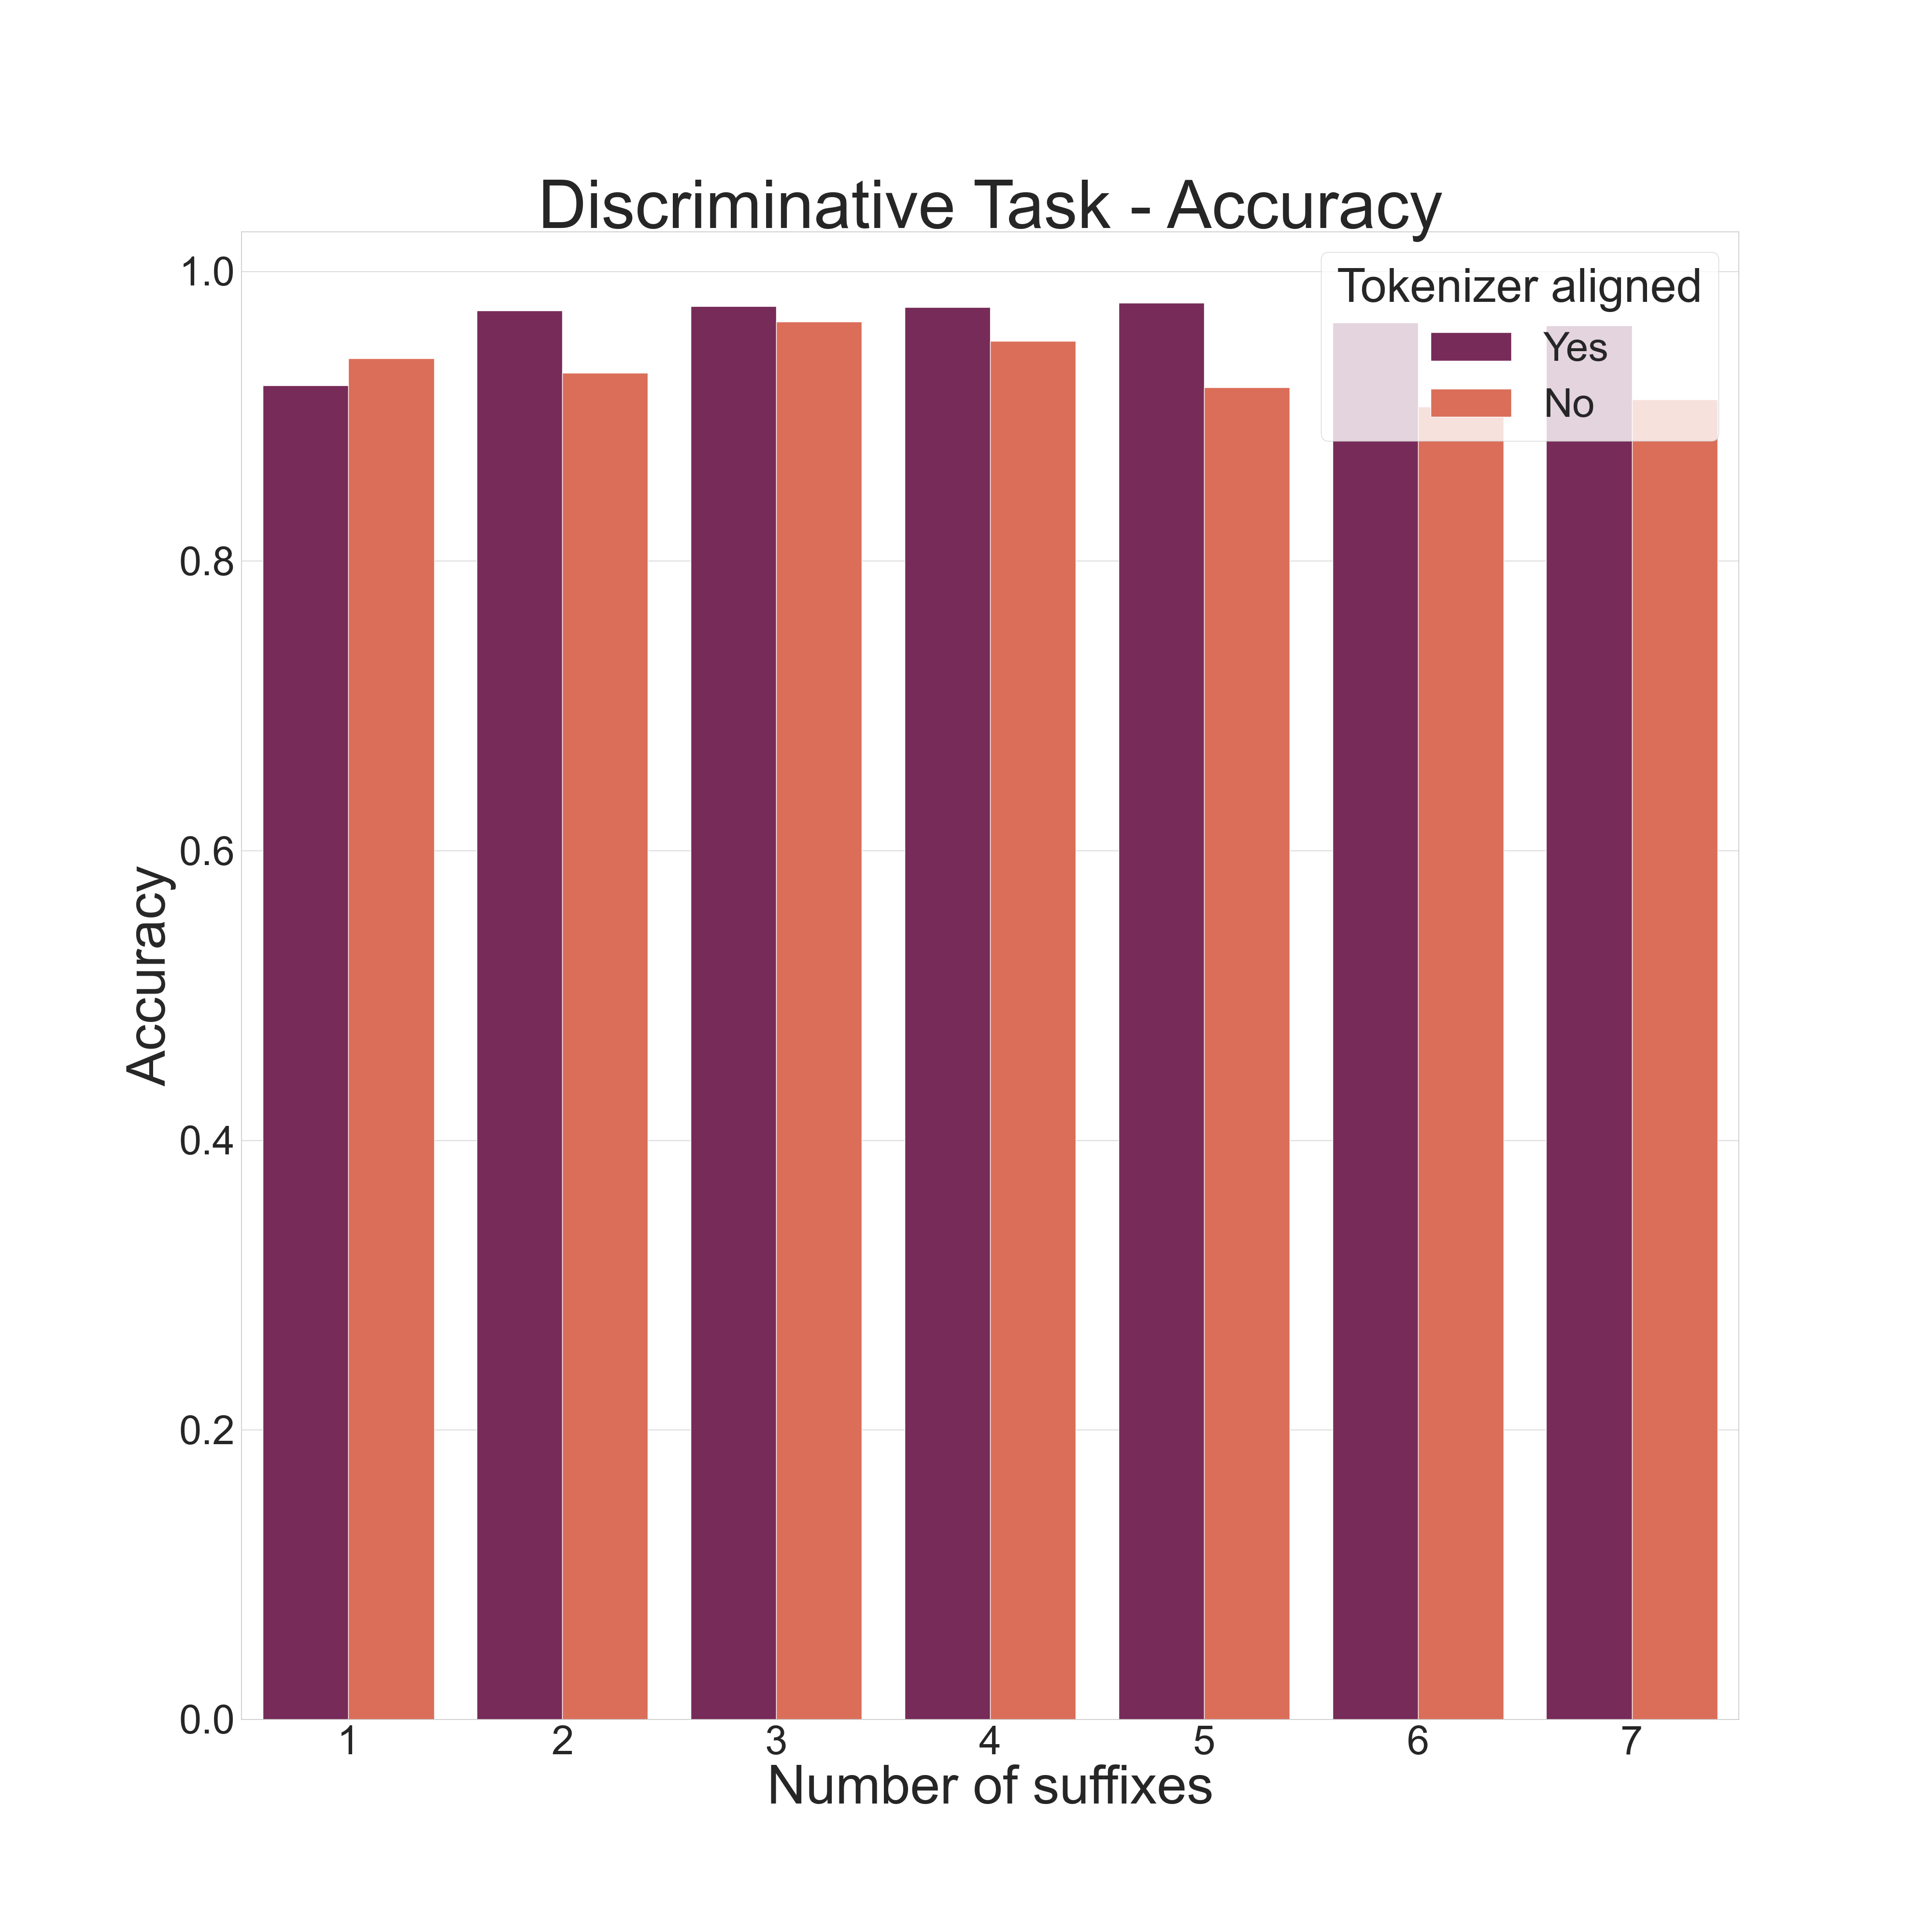 Discriminative Task - Accuracy
Tokenizer aligned
Yes
No
1.0
0.8
0.6
0.4
0.2
0.0
Accuracy
1 2 3 4 5 6 7
Number of suffixes